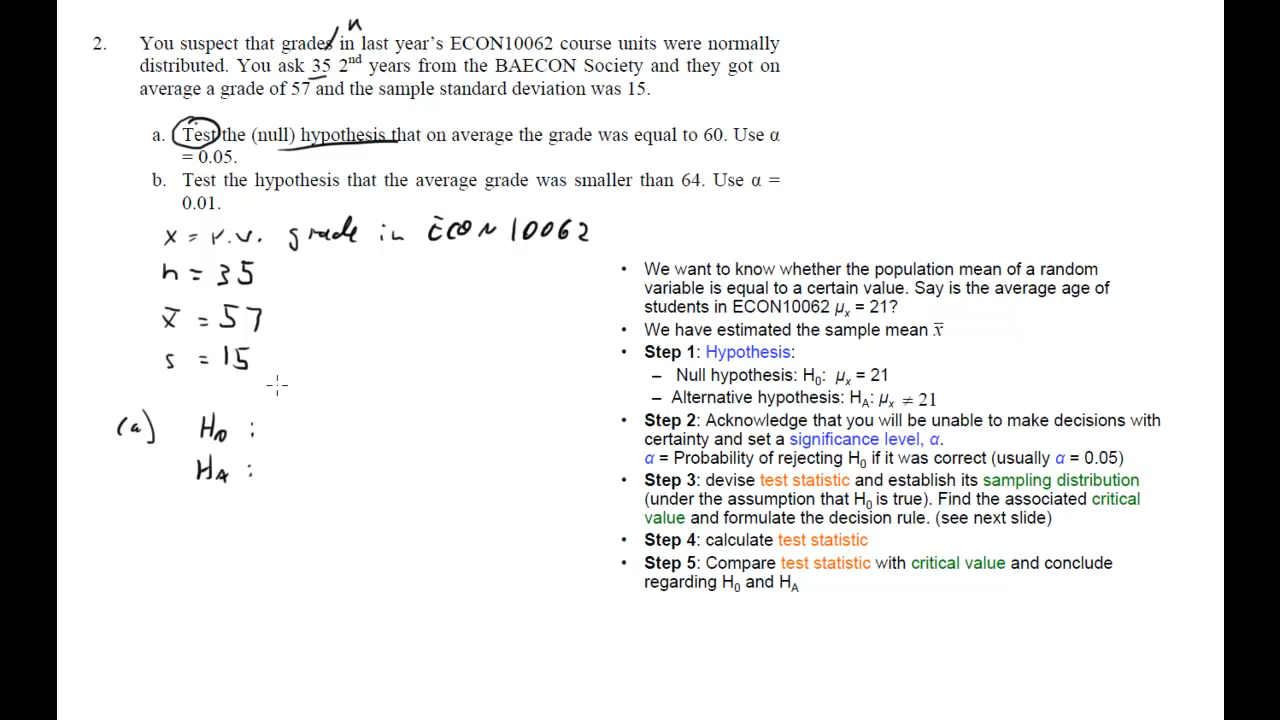 n
2. You suspect that grades in last year's ECON10062 course units were normally
distributed. You ask 35 2nd years from the BAECON Society and they got on
average a grade of 57 and the sample standard deviation was 15.
a. Test the (null) hypothesis that on average the grade was equal to 60. Use α
= 0.05.
b. Test the hypothesis that the average grade was smaller than 64. Use α =
0.01.
x = r.v. grade in ECON 10062
n = 35
x̄ = 57
s = 15
(a) H0 :
HA :
• We want to know whether the population mean of a random
variable is equal to a certain value. Say is the average age of
students in ECON10062 μx = 21?
• We have estimated the sample mean x̄
• Step 1: Hypothesis:
– Null hypothesis: H0: μx = 21
– Alternative hypothesis: HA: μx ≠ 21
• Step 2: Acknowledge that you will be unable to make decisions with
certainty and set a significance level, α.
α = Probability of rejecting H0 if it was correct (usually α = 0.05)
• Step 3: devise test statistic and establish its sampling distribution
(under the assumption that H0 is true). Find the associated critical
value and formulate the decision rule. (see next slide)
• Step 4: calculate test statistic
• Step 5: Compare test statistic with critical value and conclude
regarding H0 and HA